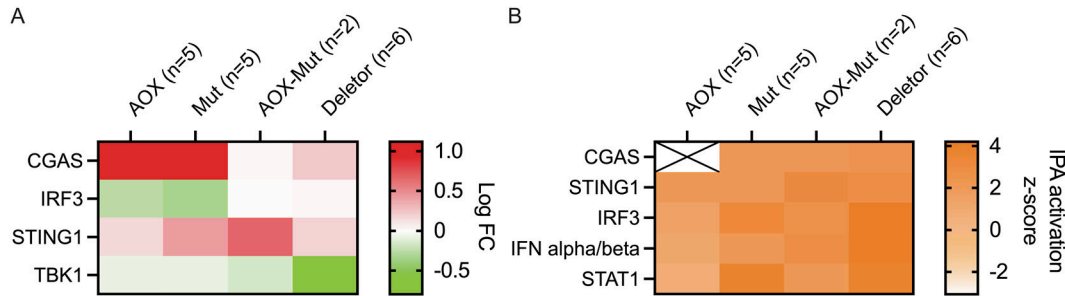 A
AOX (n=5)
Mut (n=5)
AOX-Mut (n=2)
Deletor (n=6)
CGAS
IRF3
STING1
TBK1
1.0
0.5
0
-0.5
Log FC
B
AOX (n=5)
Mut (n=5)
AOX-Mut (n=2)
Deletor (n=6)
CGAS
STING1
IRF3
IFN alpha/beta
STAT1
4
2
0
-2
IPA activation
z-score